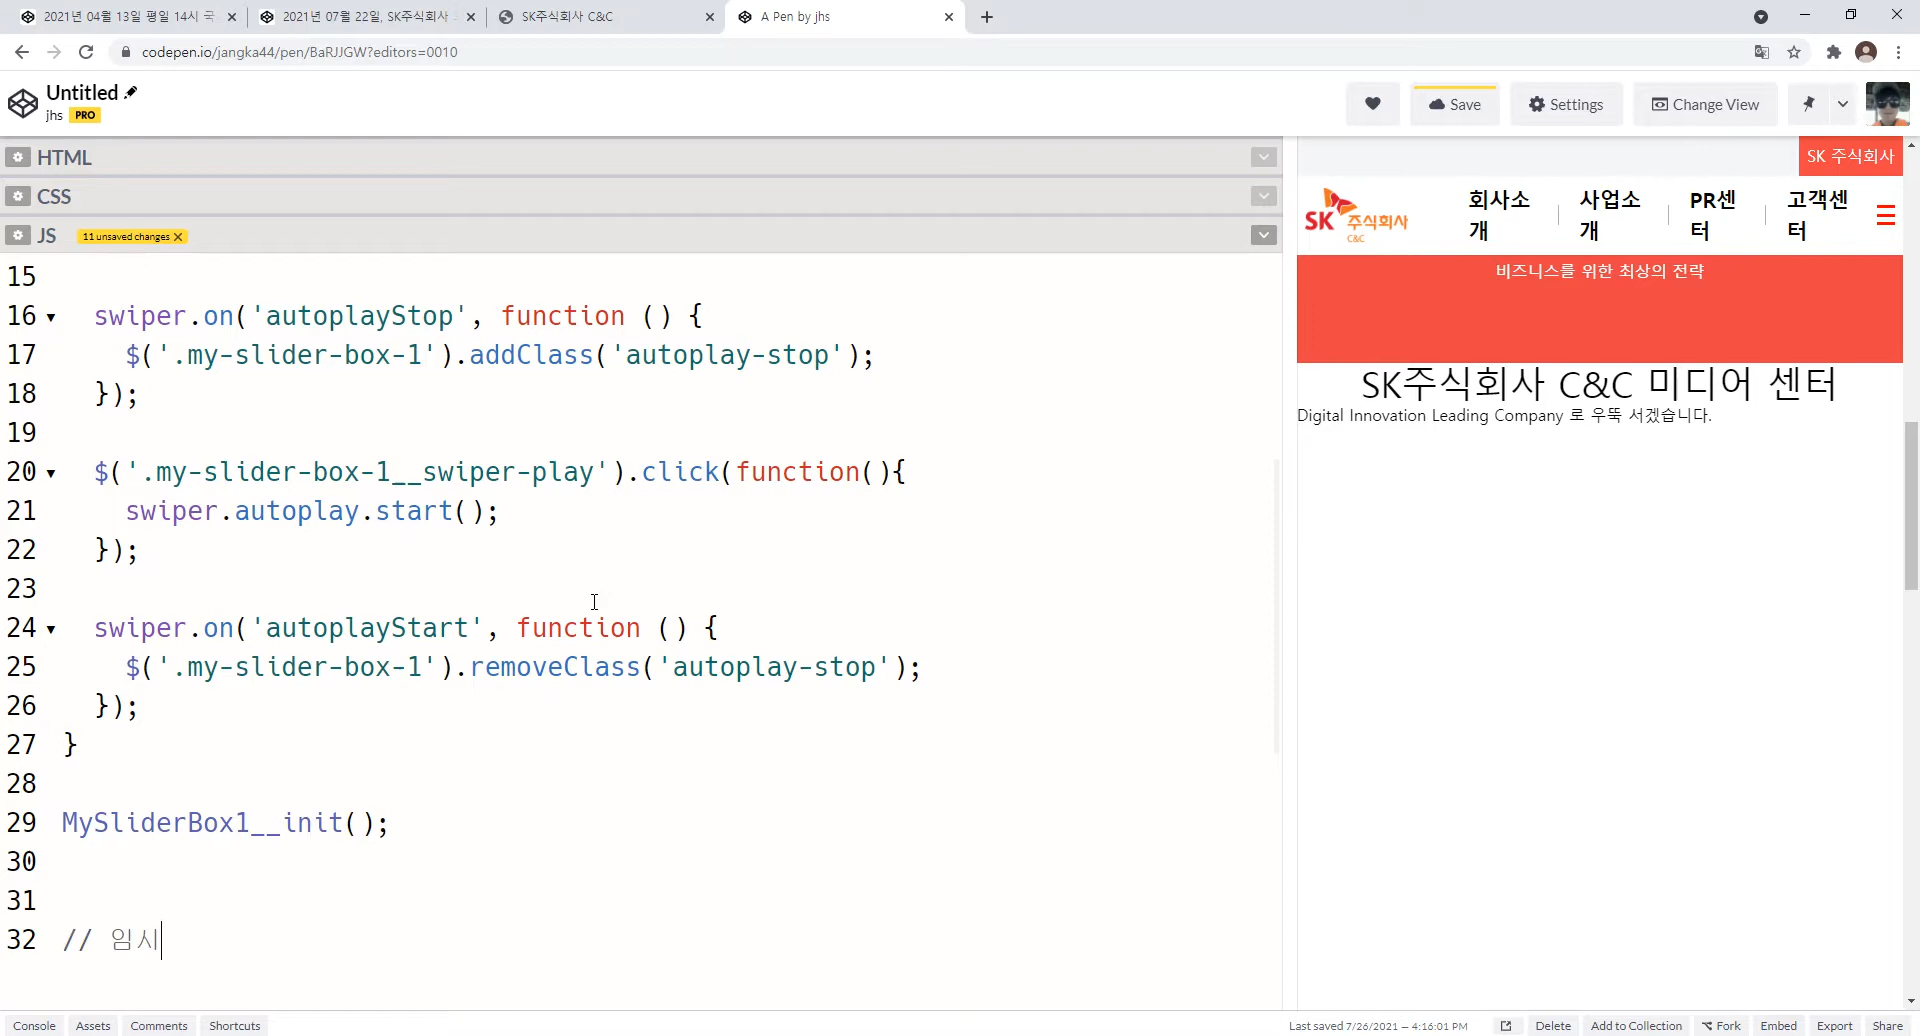 2021년 04월 13일 평일 14시 국
2021년 07월 22일, SK주식회사
SK주식회사 C&C
A Pen by jhs
codepen.io/jangka44/pen/BaRJJGW?editors=0010
Untitled
jhs PRO
Save
Settings
Change View
HTML
CSS
JS 11 unsaved changes
15
16 swiper.on('autoplayStop', function () {
17 $('.my-slider-box-1').addClass('autoplay-stop');
18 });
19
20 $('.my-slider-box-1__swiper-play').click(function(){
21 swiper.autoplay.start();
22 });
23
24 swiper.on('autoplayStart', function () {
25 $('.my-slider-box-1').removeClass('autoplay-stop');
26 });
27 }
28
29 MySliderBox1__init();
30
31
32 // 임시
SK 주식회사
SK 주식회사
C&C
회사소개
사업소개
PR센터
고객센터
비즈니스를 위한 최상의 전략
SK주식회사 C&C 미디어 센터
Digital Innovation Leading Company 로 우뚝 서겠습니다.
Console Assets Comments Shortcuts
Last saved 7/26/2021 — 4:16:01 PM
Delete Add to Collection Fork Embed Export Share